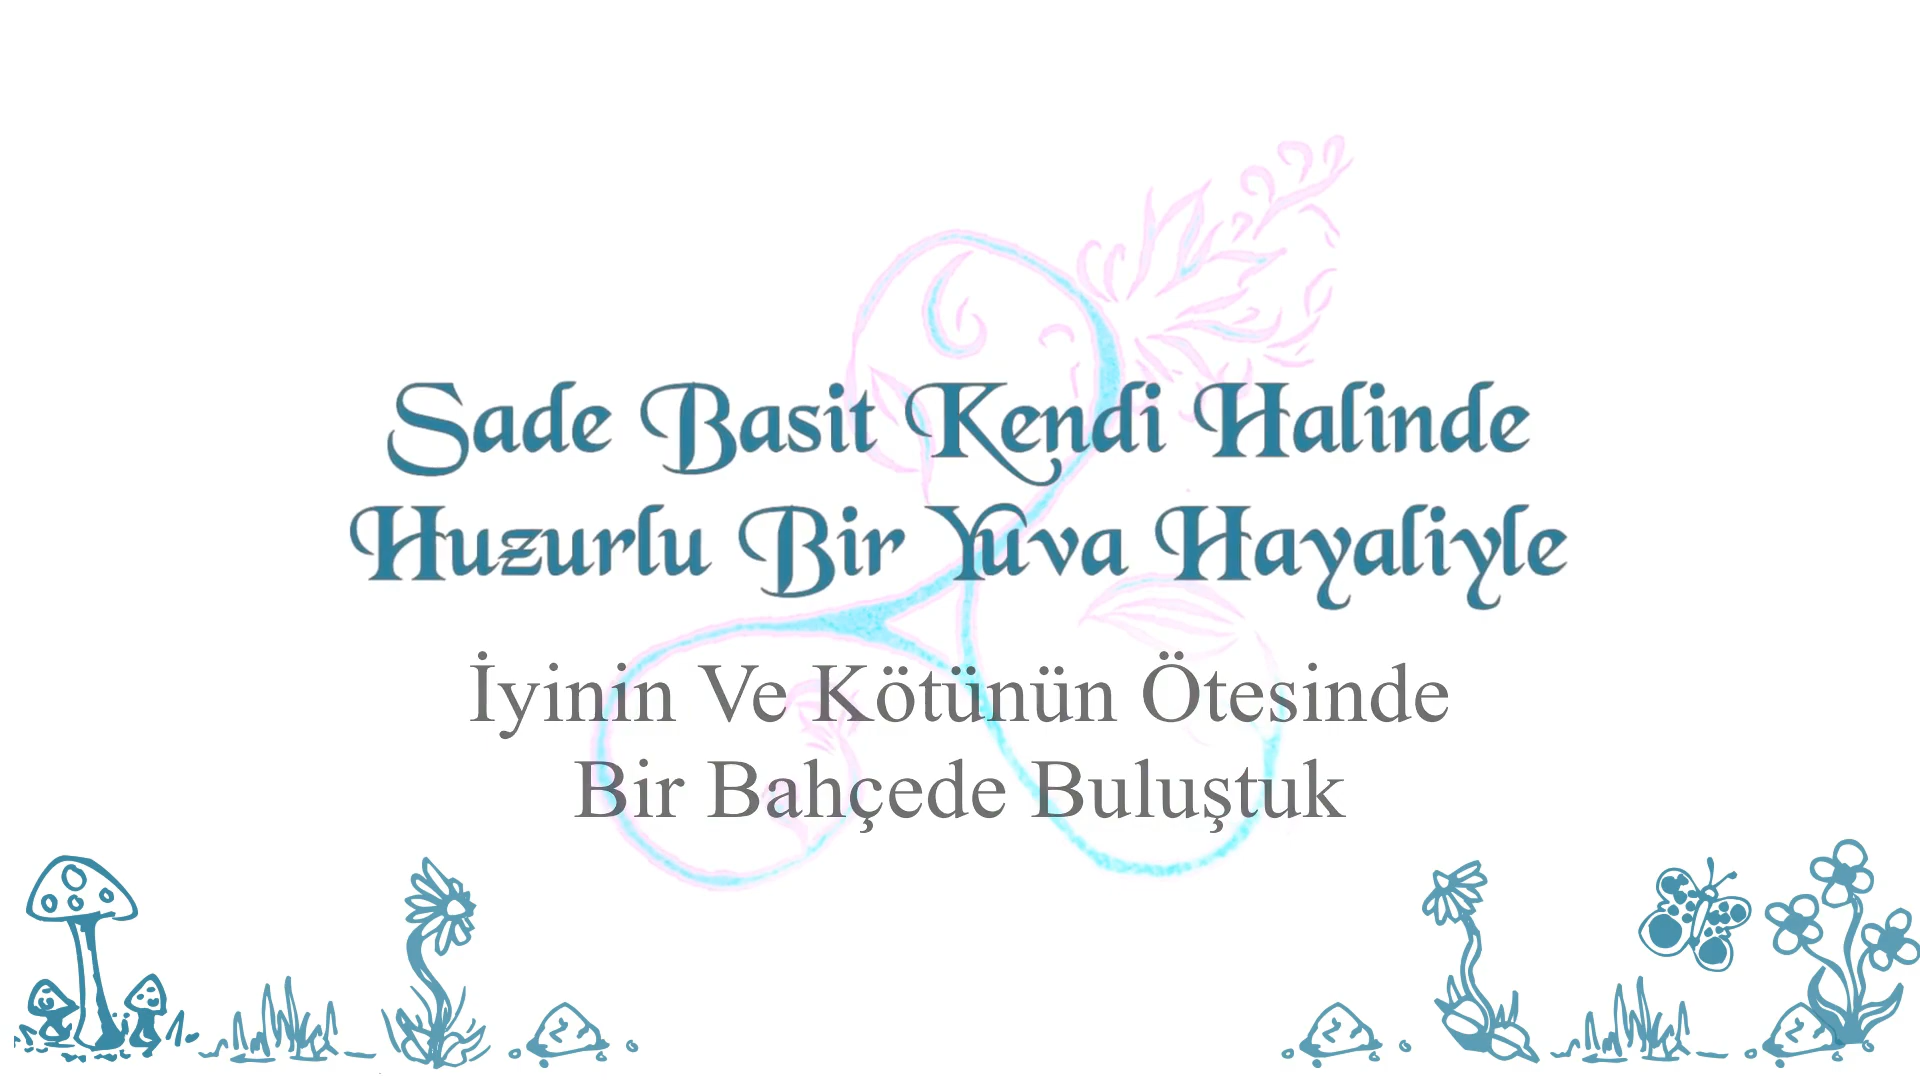 Sade Basit Kendi Halinde
Huzurlu Bir Yuva Hayaliyle
İyinin Ve Kötünün Ötesinde
Bir Bahçede Buluştuk